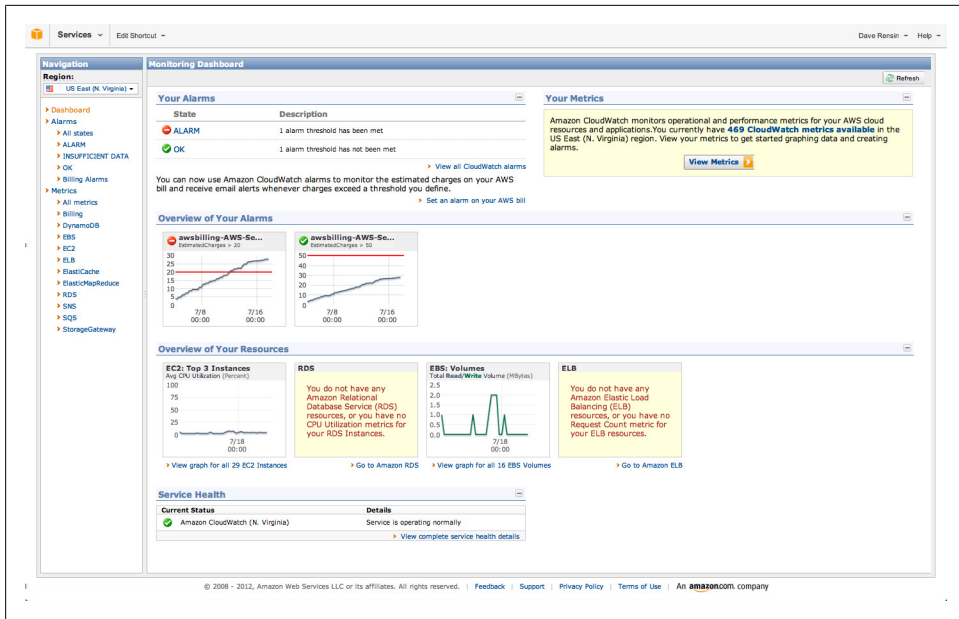 Services
Edit Shortcut
Dave Rensin
Help
Navigation
Region:
US East (N. Virginia)
Dashboard
Alarms
All states
ALARM
INSUFFICIENT DATA
OK
Billing Alarms
Metrics
All metrics
Billing
DynamoDB
EBS
EC2
ELB
ElastiCache
ElasticMapReduce
RDS
SNS
SQS
StorageGateway
Monitoring Dashboard
Refresh
Your Alarms
State Description
ALARM 1 alarm threshold has been met
OK 1 alarm threshold has not been met
View all CloudWatch alarms
You can now use Amazon CloudWatch alarms to monitor the estimated charges on your AWS
bill and receive email alerts whenever charges exceed a threshold you define.
Set an alarm on your AWS bill
Your Metrics
Amazon CloudWatch monitors operational and performance metrics for your AWS cloud
resources and applications.You currently have 469 CloudWatch metrics available in the
US East (N. Virginia) region. View your metrics to get started graphing data and creating
alarms.
View Metrics
Overview of Your Alarms
awsbilling-AWS-Se...
EstimatedCharges > 20
30
25
20
15
10
5
0
7/8 7/16
00:00 00:00
awsbilling-AWS-Se...
EstimatedCharges > 50
50
40
30
20
10
0
7/8 7/16
00:00 00:00
Overview of Your Resources
EC2: Top 3 Instances
Avg CPU Utilization (Percent)
100
75
50
25
0
7/18
00:00
View graph for all 29 EC2 Instances
RDS
You do not have any
Amazon Relational
Database Service (RDS)
resources, or you have no
CPU Utilization metrics for
your RDS Instances.
Go to Amazon RDS
EBS: Volumes
Total Read/Write Volume (MBytes)
2.5
2.0
1.5
1.0
0.5
0.0
7/18
00:00
View graph for all 16 EBS Volumes
ELB
You do not have any
Amazon Elastic Load
Balancing (ELB)
resources, or you have no
Request Count metric for
your ELB resources.
Go to Amazon ELB
Service Health
Current Status Details
Amazon CloudWatch (N. Virginia) Service is operating normally
View complete service health details
© 2008 - 2012, Amazon Web Services LLC or its affiliates. All rights reserved. | Feedback | Support | Privacy Policy | Terms of Use | An amazon.com. company